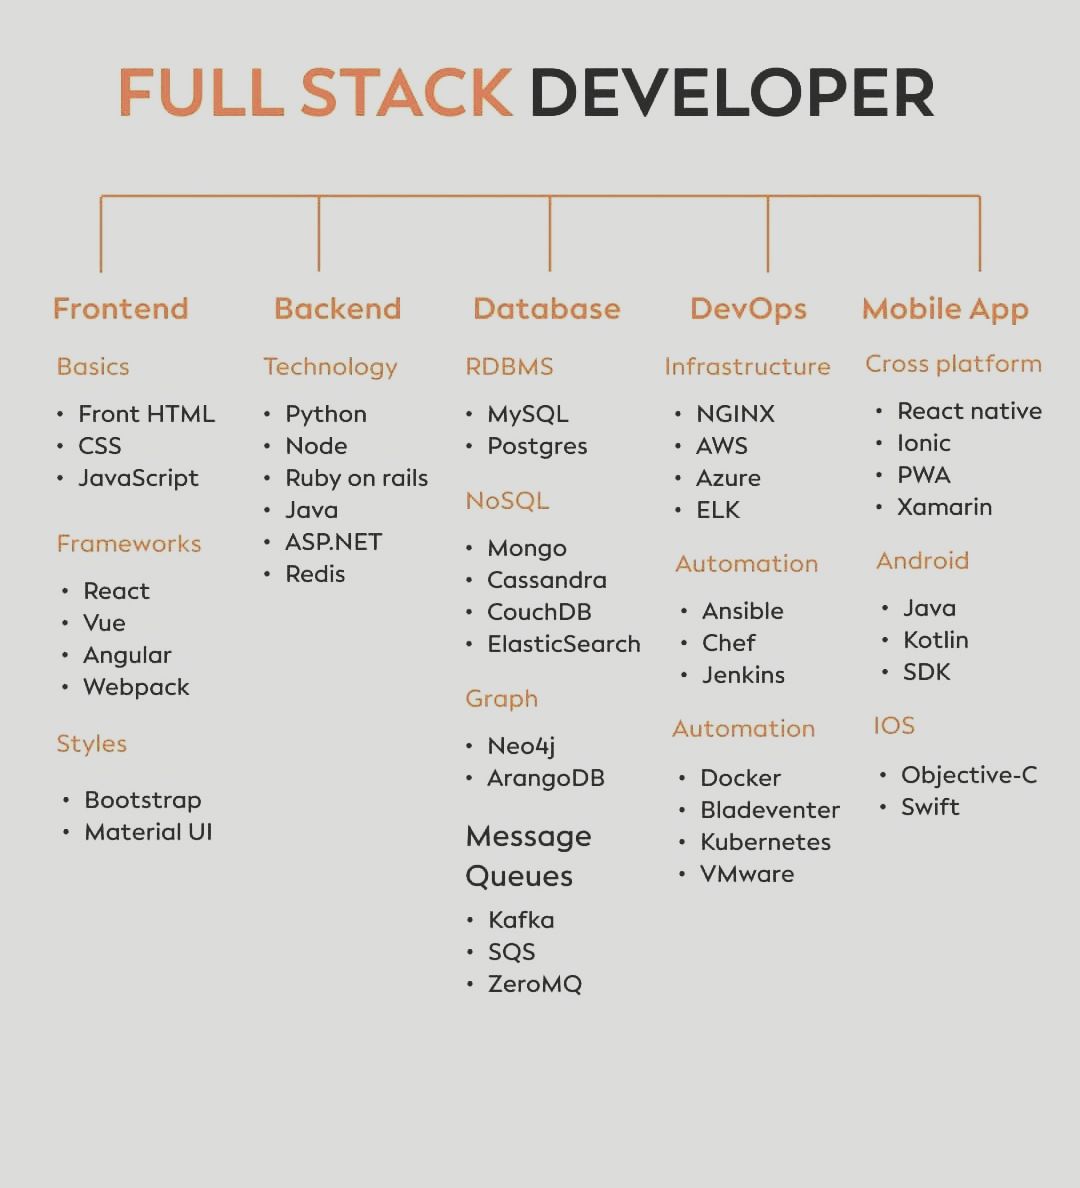 FULL STACK DEVELOPER
Frontend
Basics
• Front HTML
• CSS
• JavaScript
Frameworks
• React
• Vue
• Angular
• Webpack
Styles
• Bootstrap
• Material UI
Backend
Technology
• Python
• Node
• Ruby on rails
• Java
• ASP.NET
• Redis
Database
RDBMS
• MySQL
• Postgres
NoSQL
• Mongo
• Cassandra
• CouchDB
• ElasticSearch
Graph
• Neo4j
• ArangoDB
Message
Queues
• Kafka
• SQS
• ZeroMQ
DevOps
Infrastructure
• NGINX
• AWS
• Azure
• ELK
Automation
• Ansible
• Chef
• Jenkins
Automation
• Docker
• Bladeventer
• Kubernetes
• VMware
Mobile App
Cross platform
• React native
• Ionic
• PWA
• Xamarin
Android
• Java
• Kotlin
• SDK
IOS
• Objective-C
• Swift